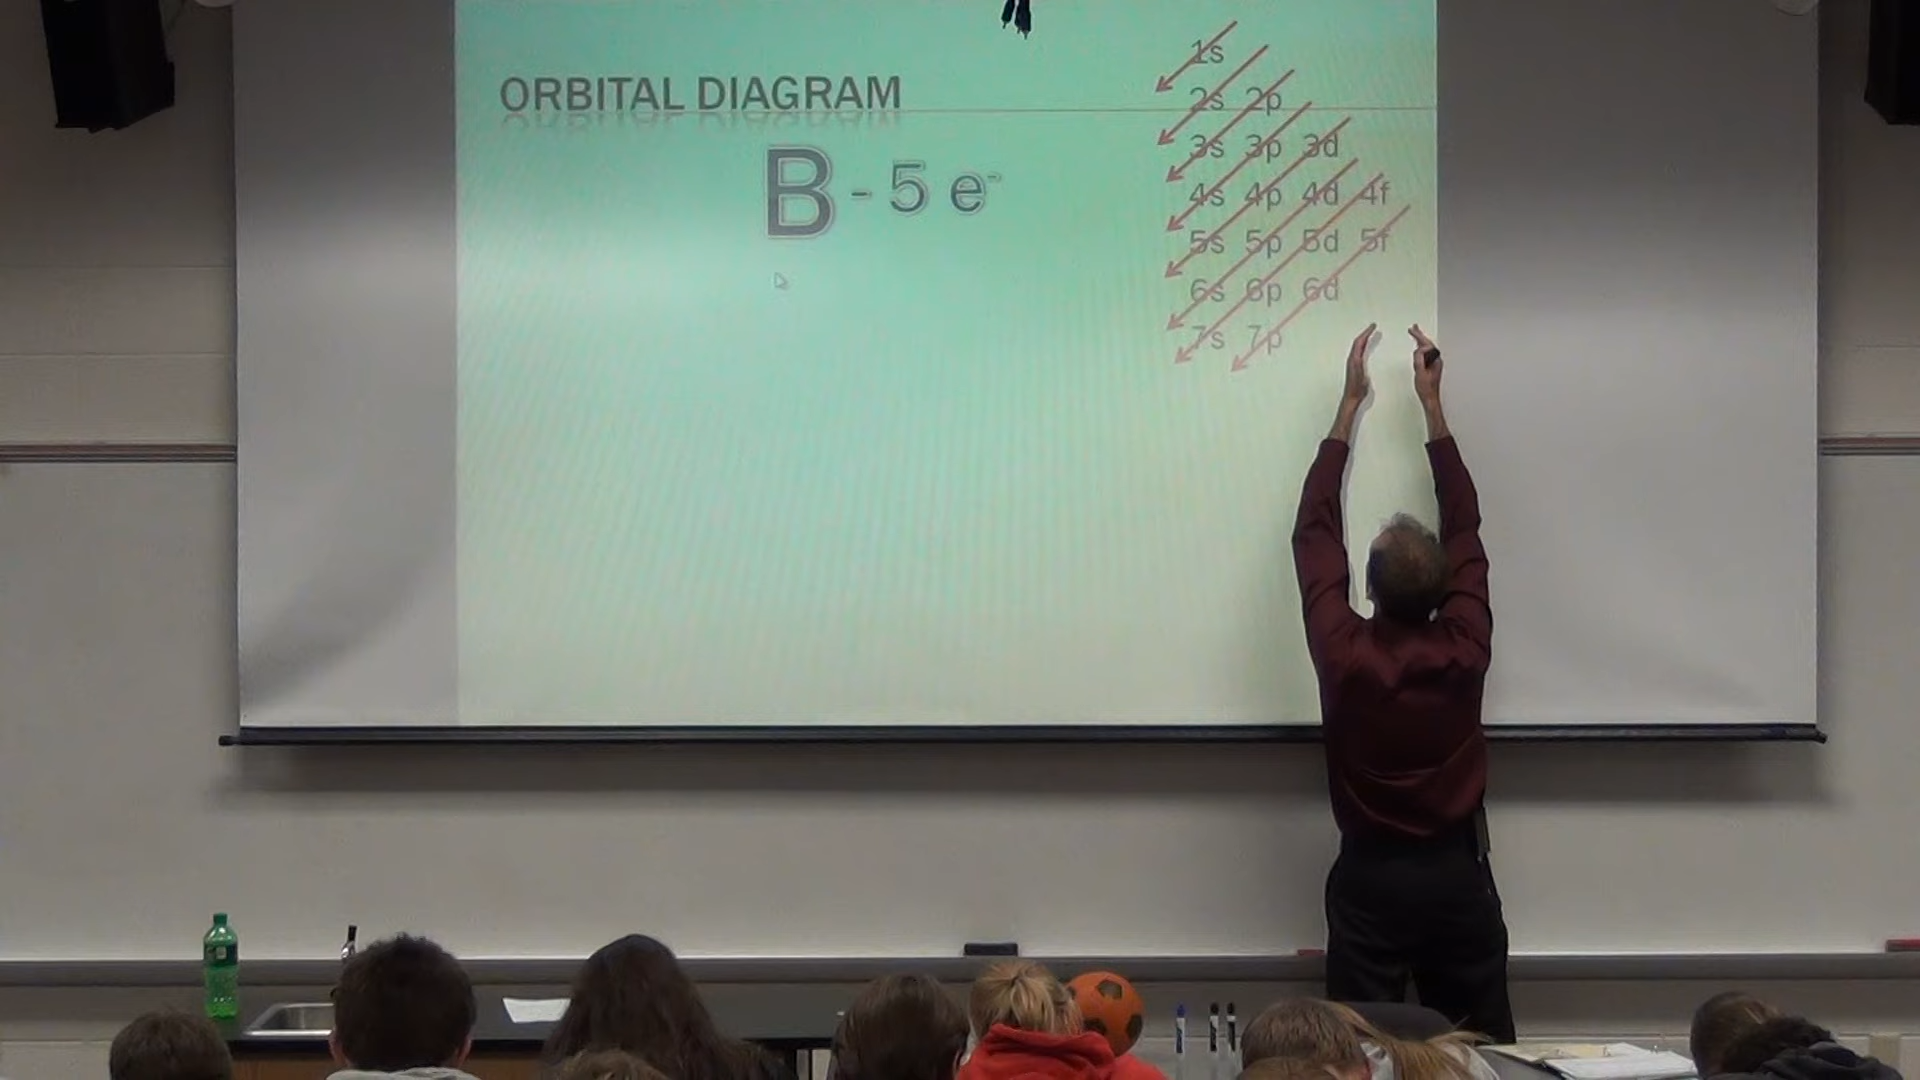 ORBITAL DIAGRAM
B - 5 e-
1s
2s 2p
3s 3p 3d
4s 4p 4d 4f
5s 5p 5d 5f
6s 6p 6d
7s 7p